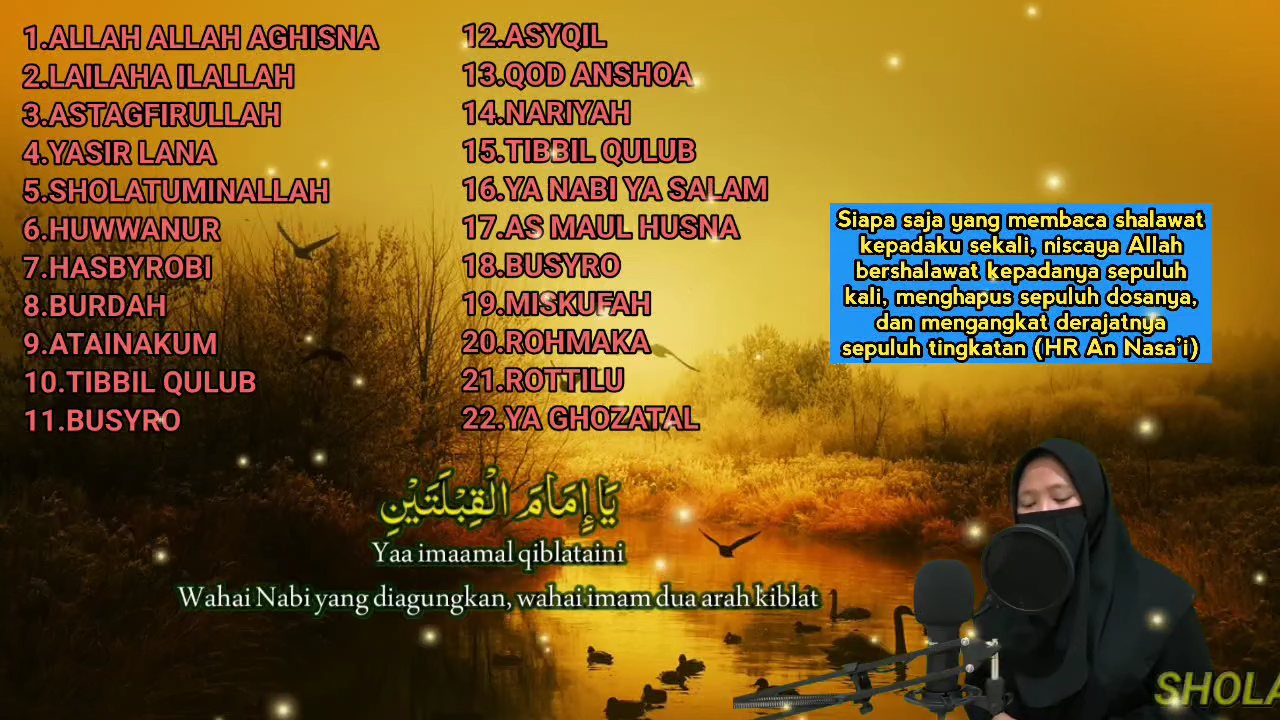 1.ALLAH ALLAH AGHISNA
2.LAILAHA ILALLAH
3.ASTAGFIRULLAH
4.YASIR LANA
5.SHOLATUMINALLAH
6.HUWWANUR
7.HASBYROBI
8.BURDAH
9.ATAINAKUM
10.TIBBIL QULUB
11.BUSYRO
12.ASYQIL
13.QOD ANSHOA
14.NARIYAH
15.TIBBIL QULUB
16.YA NABI YA SALAM
17.AS MAUL HUSNA
18.BUSYRO
19.MISKUFAH
20.ROHMAKA
21.ROTTILU
22.YA GHOZATAL
Siapa saja yang membaca shalawat
kepadaku sekali, niscaya Allah
bershalawat kepadanya sepuluh
kali, menghapus sepuluh dosanya,
dan mengangkat derajatnya
sepuluh tingkatan (HR An Nasa'i)
يَا إِمَامَ الْقِبْلَتَيْنِ
Yaa imaamal qiblataini
Wahai Nabi yang diagungkan, wahai imam dua arah kiblat
SHOLA